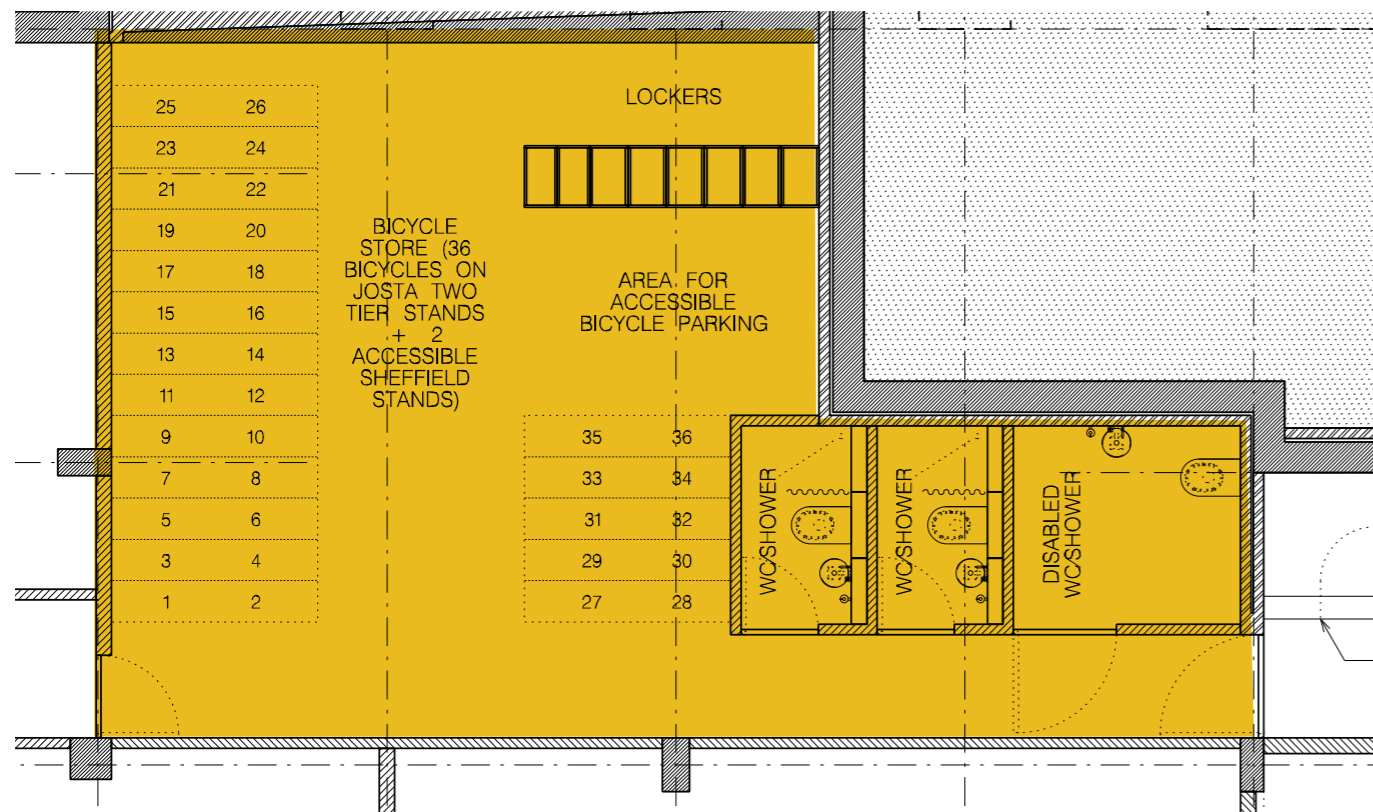 LOCKERS
25 26
23 24
21 22
19 20
17 18
15 16
13 14
11 12
9 10
7 8
5 6
3 4
1 2
BICYCLE
STORE (36
BICYCLES ON
JOSTA TWO
TIER STANDS
+ 2
ACCESSIBLE
SHEFFIELD
STANDS)
AREA FOR
ACCESSIBLE
BICYCLE PARKING
35 36
33 34
31 32
29 30
27 28
WC/SHOWER
WC/SHOWER
DISABLED
WC/SHOWER